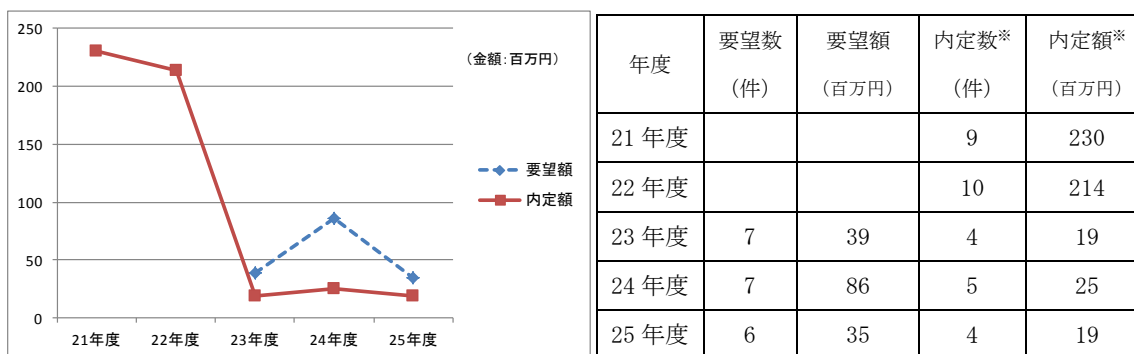 250
200
150
100
50
0
(金額:百万円)
要望額
内定額
21年度 22年度 23年度 24年度 25年度
年度 要望数(件) 要望額(百万円) 内定数※(件) 内定額※(百万円)
21 年度 9 230
22 年度 10 214
23 年度 7 39 4 19
24 年度 7 86 5 25
25 年度 6 35 4 19